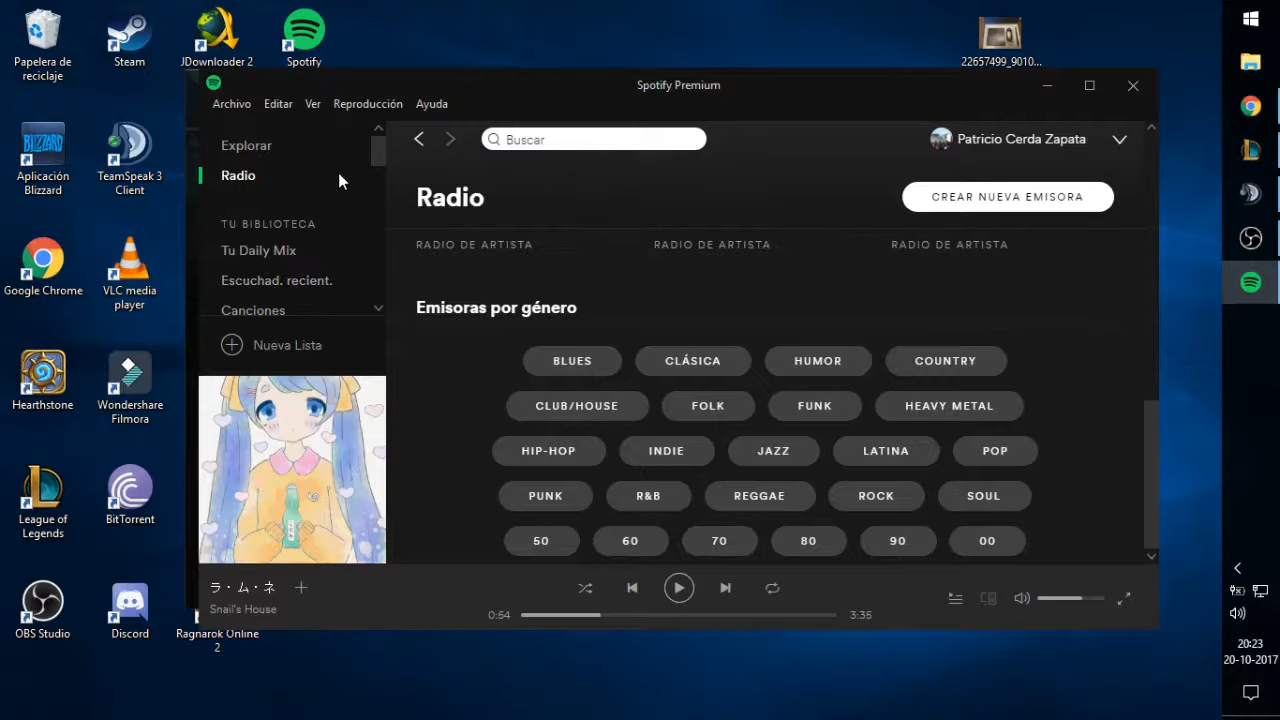 Papelera de
reciclaje
Steam
JDownloader 2
Spotify
22657499_9010...
Spotify Premium
Archivo Editar Ver Reproducción Ayuda
Explorar
Buscar
Patricio Cerda Zapata
Radio
Radio
CREAR NUEVA EMISORA
TU BIBLIOTECA
RADIO DE ARTISTA RADIO DE ARTISTA RADIO DE ARTISTA
Tu Daily Mix
Escuchad. recient.
Canciones
Nueva Lista
Emisoras por género
BLUES CLÁSICA HUMOR COUNTRY
CLUB/HOUSE FOLK FUNK HEAVY METAL
HIP-HOP INDIE JAZZ LATINA POP
PUNK R&B REGGAE ROCK SOUL
50 60 70 80 90 00
ラ・ム・ネ
Snail's House
0:54
3:35
BLIZZARD
Aplicación
Blizzard
TeamSpeak 3
Client
Google Chrome
VLC media
player
Hearthstone
Wondershare
Filmora
League of
Legends
BitTorrent
OBS Studio
Discord
Ragnarok Online
2
20:23
20-10-2017